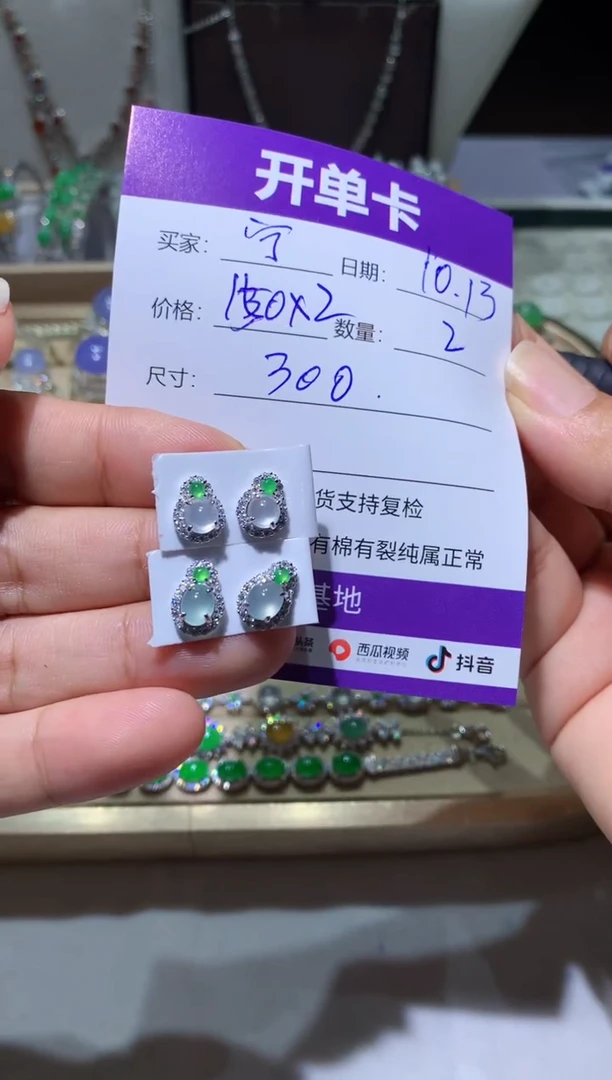 开单卡
买家: 宁 日期: 10.13
价格: 150x2 数量: 2
尺寸: 300.
货支持复检
有棉有裂纯属正常
基地
头条 西瓜视频 抖音